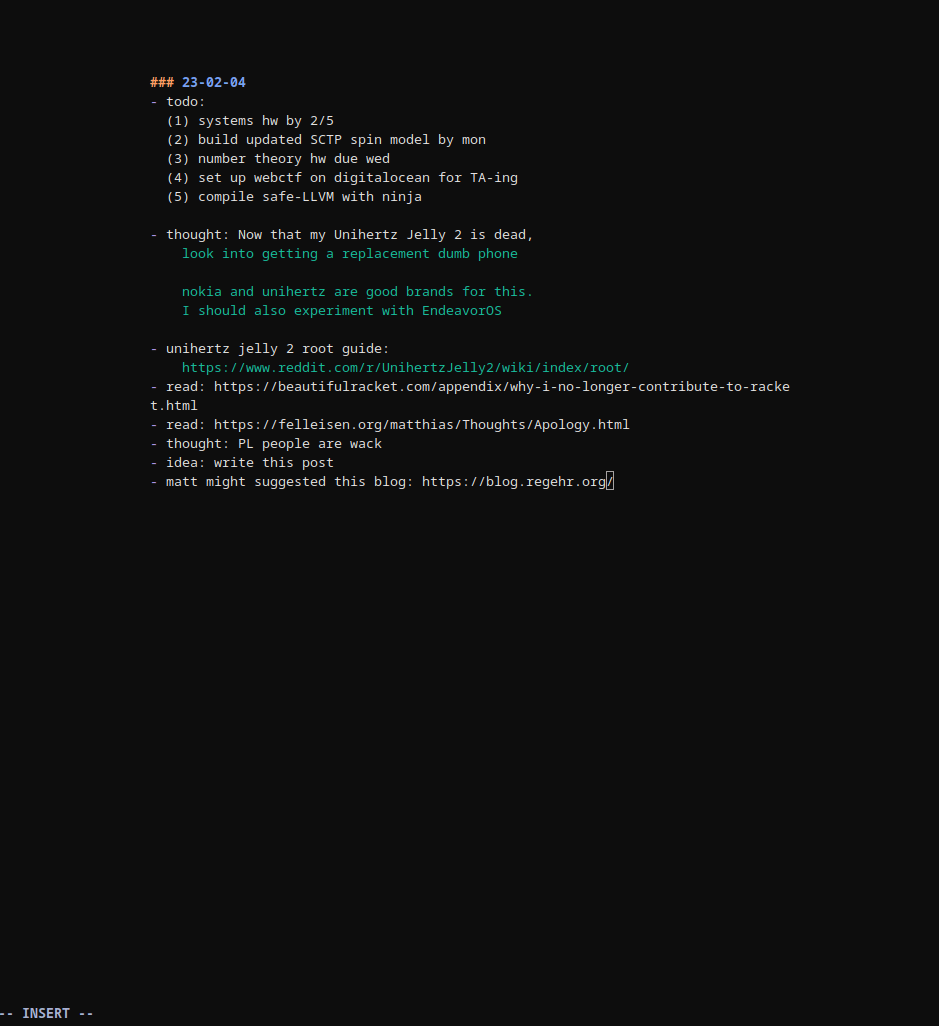 ### 23-02-04
- todo:
(1) systems hw by 2/5
(2) build updated SCTP spin model by mon
(3) number theory hw due wed
(4) set up webctf on digitalocean for TA-ing
(5) compile safe-LLVM with ninja
- thought: Now that my Unihertz Jelly 2 is dead,
look into getting a replacement dumb phone
nokia and unihertz are good brands for this.
I should also experiment with EndeavorOS
- unihertz jelly 2 root guide:
https://www.reddit.com/r/UnihertzJelly2/wiki/index/root/
- read: https://beautifulracket.com/appendix/why-i-no-longer-contribute-to-racke
t.html
- read: https://felleisen.org/matthias/Thoughts/Apology.html
- thought: PL people are wack
- idea: write this post
- matt might suggested this blog: https://blog.regehr.org/
-- INSERT --